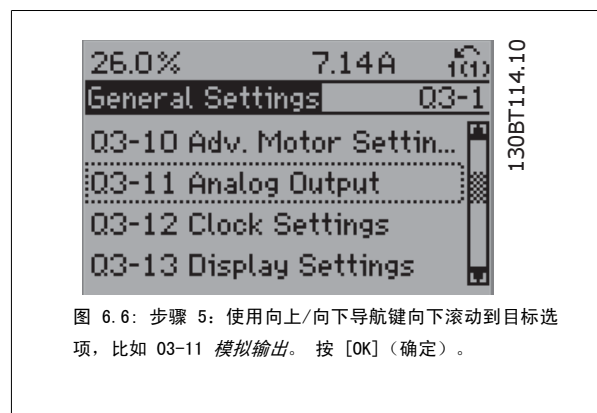 26.0% 7.14A 1(1)
General Settings Q3-1
Q3-10 Adv. Motor Settin...
Q3-11 Analog Output
Q3-12 Clock Settings
Q3-13 Display Settings
130BT114.10
图 6.6: 步骤 5：使用向上/向下导航键向下滚动到目标选
项，比如 03-11 模拟输出。 按 [OK]（确定）。